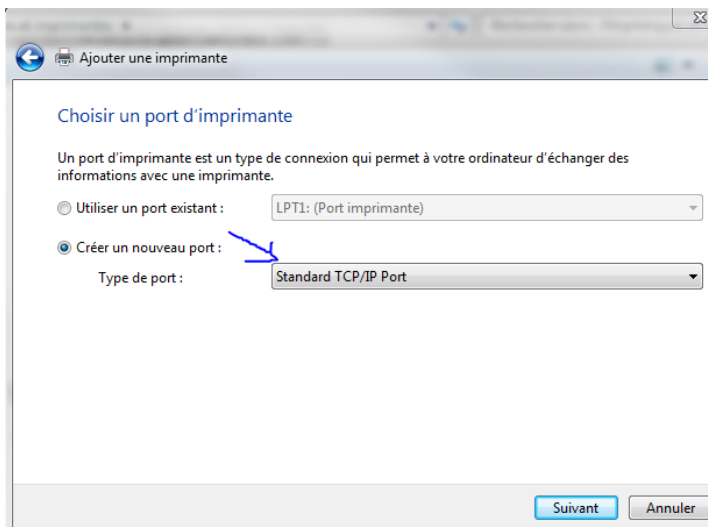 Ajouter une imprimante
Choisir un port d'imprimante
Un port d'imprimante est un type de connexion qui permet à votre ordinateur d'échanger des
informations avec une imprimante.
Utiliser un port existant :
LPT1: (Port imprimante)
Créer un nouveau port :
Type de port :
Standard TCP/IP Port
Suivant
Annuler